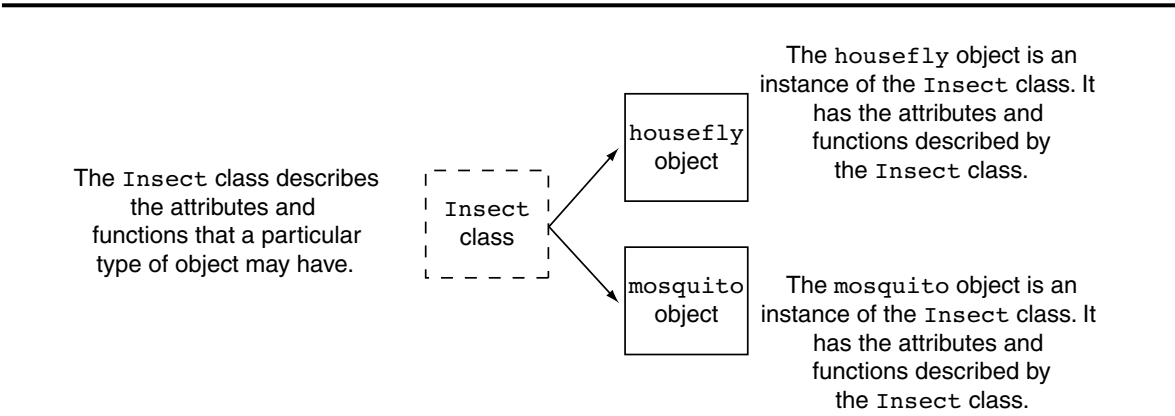 The Insect class describes
the attributes and
functions that a particular
type of object may have.
Insect
class
housefly
object
The housefly object is an
instance of the Insect class. It
has the attributes and
functions described by
the Insect class.
mosquito
object
The mosquito object is an
instance of the Insect class. It
has the attributes and
functions described by
the Insect class.